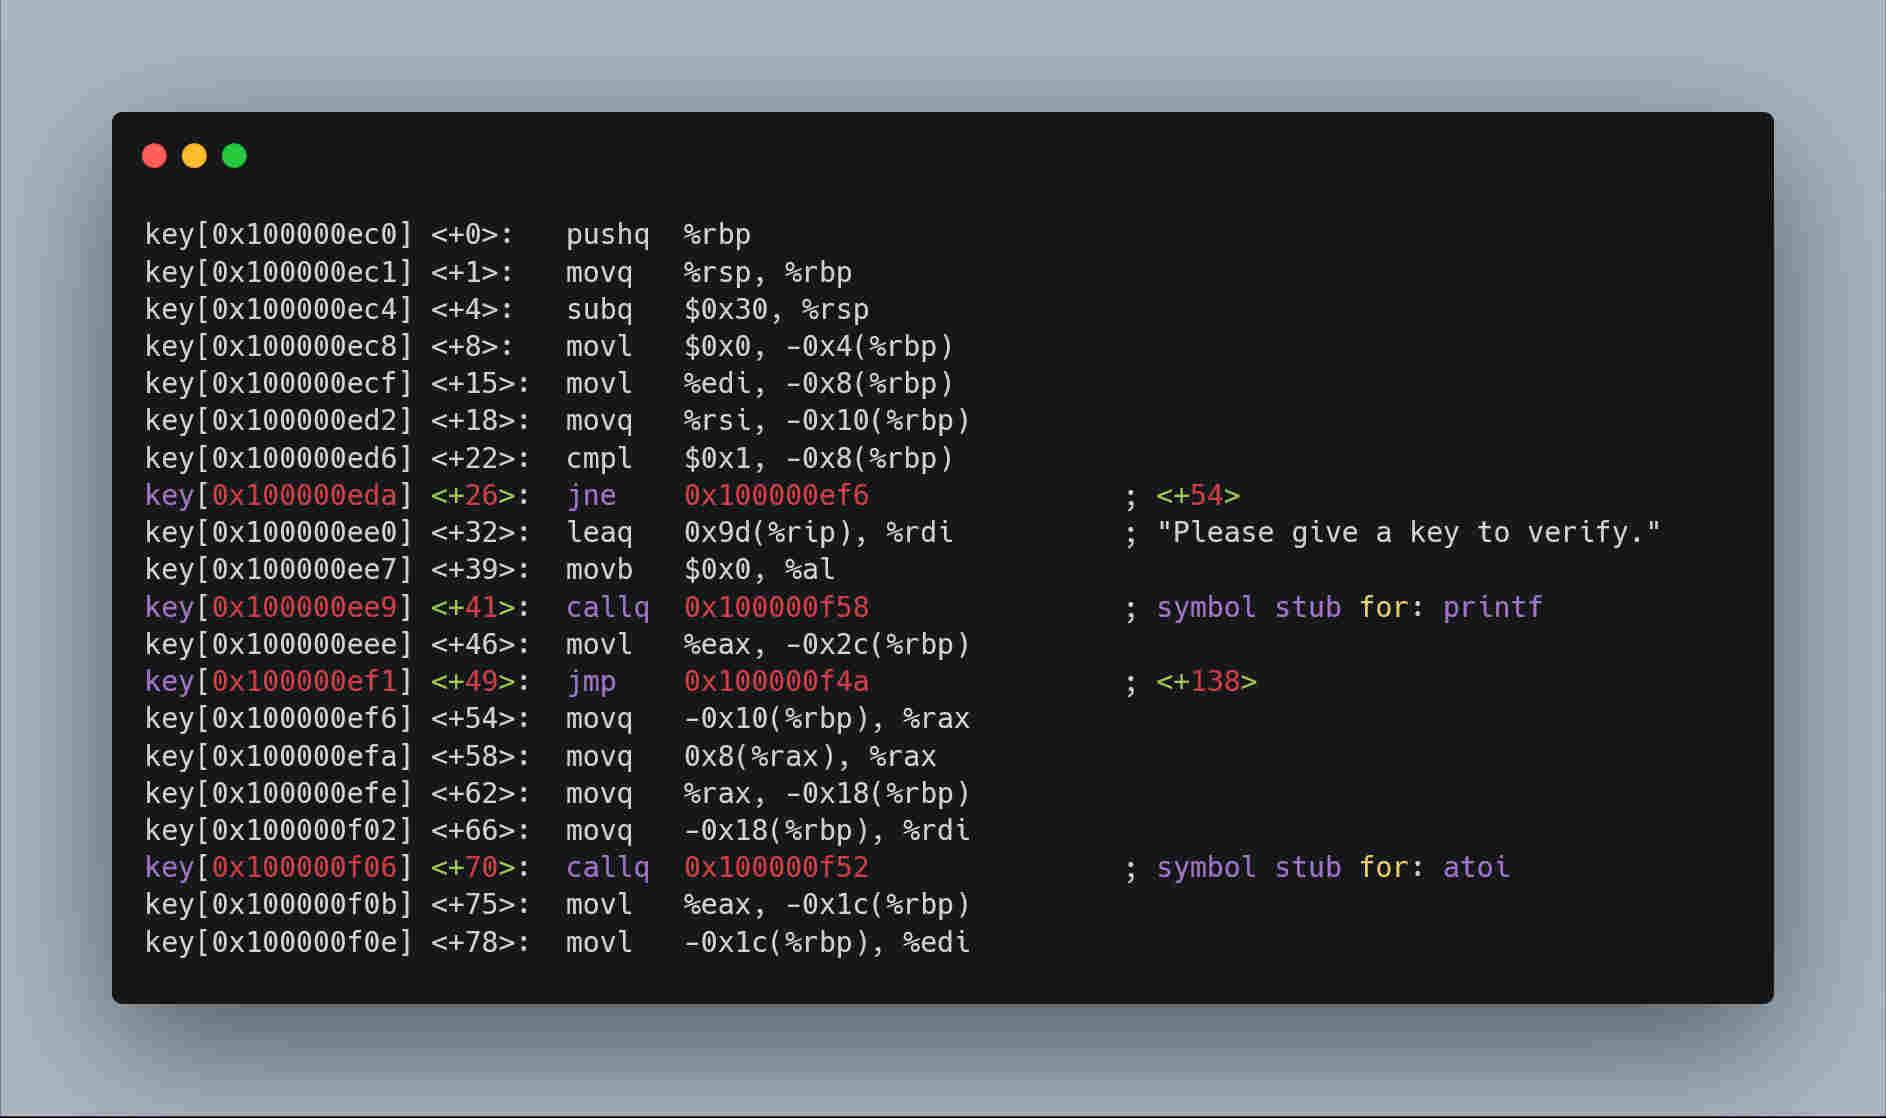 key[0x100000ec0] <+0>:   pushq  %rbp
key[0x100000ec1] <+1>:   movq   %rsp, %rbp
key[0x100000ec4] <+4>:   subq   $0x30, %rsp
key[0x100000ec8] <+8>:   movl   $0x0, -0x4(%rbp)
key[0x100000ecf] <+15>:  movl   %edi, -0x8(%rbp)
key[0x100000ed2] <+18>:  movq   %rsi, -0x10(%rbp)
key[0x100000ed6] <+22>:  cmpl   $0x1, -0x8(%rbp)
key[0x100000eda] <+26>:  jne    0x100000ef6               ; <+54>
key[0x100000ee0] <+32>:  leaq   0x9d(%rip), %rdi          ; "Please give a key to verify."
key[0x100000ee7] <+39>:  movb   $0x0, %al
key[0x100000ee9] <+41>:  callq  0x100000f58               ; symbol stub for: printf
key[0x100000eee] <+46>:  movl   %eax, -0x2c(%rbp)
key[0x100000ef1] <+49>:  jmp    0x100000f4a               ; <+138>
key[0x100000ef6] <+54>:  movq   -0x10(%rbp), %rax
key[0x100000efa] <+58>:  movq   0x8(%rax), %rax
key[0x100000efe] <+62>:  movq   %rax, -0x18(%rbp)
key[0x100000f02] <+66>:  movq   -0x18(%rbp), %rdi
key[0x100000f06] <+70>:  callq  0x100000f52               ; symbol stub for: atoi
key[0x100000f0b] <+75>:  movl   %eax, -0x1c(%rbp)
key[0x100000f0e] <+78>:  movl   -0x1c(%rbp), %edi